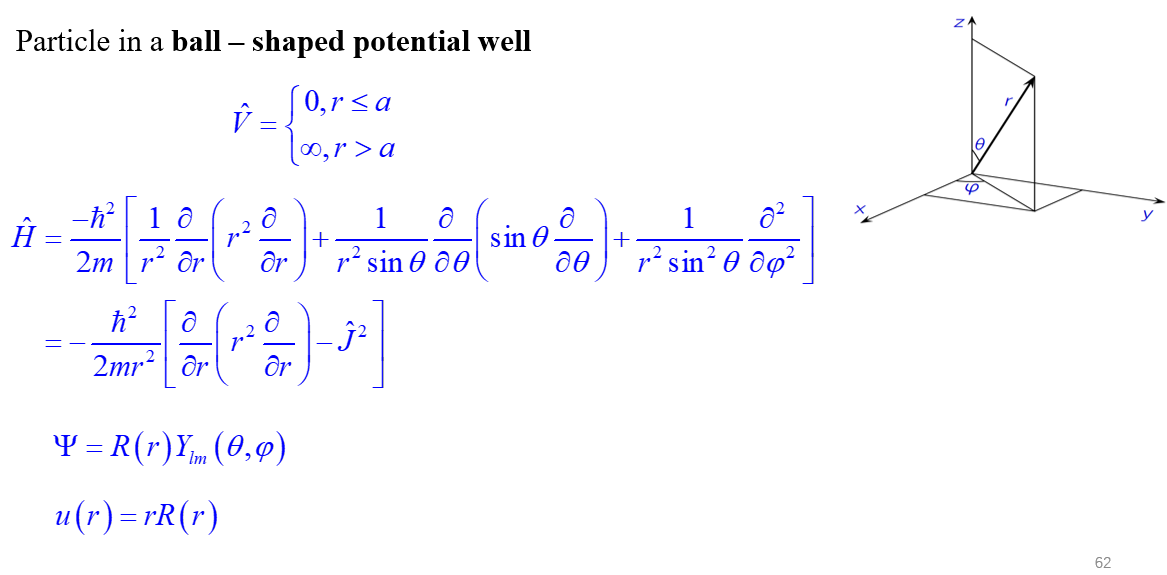 Particle in a ball – shaped potential well
V̂ = { 0, r ≤ a
∞, r > a
Ĥ = -ħ²/2m [ 1/r² ∂/∂r ( r² ∂/∂r ) + 1/(r² sin θ) ∂/∂θ ( sin θ ∂/∂θ ) + 1/(r² sin² θ) ∂²/∂φ² ]
= - ħ²/2mr² [ ∂/∂r ( r² ∂/∂r ) - Ĵ² ]
Ψ = R(r)Yₗₘ(θ,φ)
u(r) = rR(r)
z
r
θ
φ
x
y
62